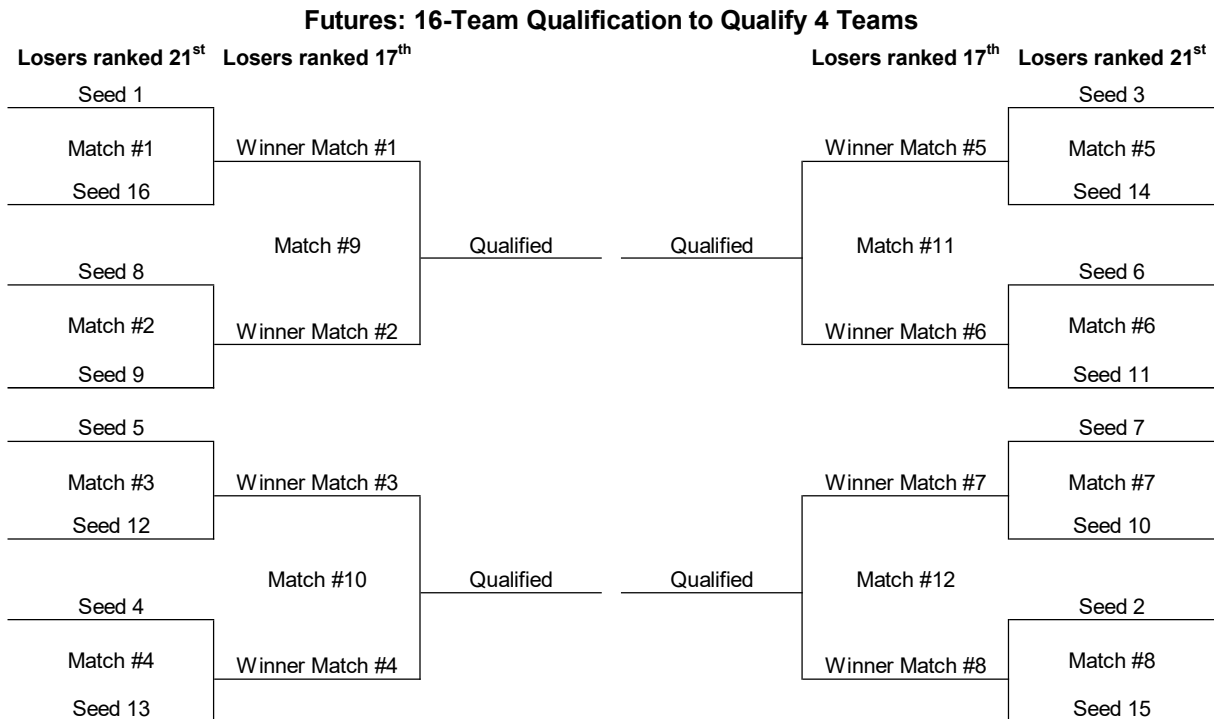 Futures: 16-Team Qualification to Qualify 4 Teams
Losers ranked 21st Losers ranked 17th Losers ranked 17th Losers ranked 21st
Seed 1 Seed 3
Match #1 Winner Match #1 Winner Match #5 Match #5
Seed 16 Seed 14
Match #9 Qualified Qualified Match #11
Seed 8 Seed 6
Match #2 Winner Match #2 Winner Match #6 Match #6
Seed 9 Seed 11
Seed 5 Seed 7
Match #3 Winner Match #3 Winner Match #7 Match #7
Seed 12 Seed 10
Match #10 Qualified Qualified Match #12
Seed 4 Seed 2
Match #4 Winner Match #4 Winner Match #8 Match #8
Seed 13 Seed 15